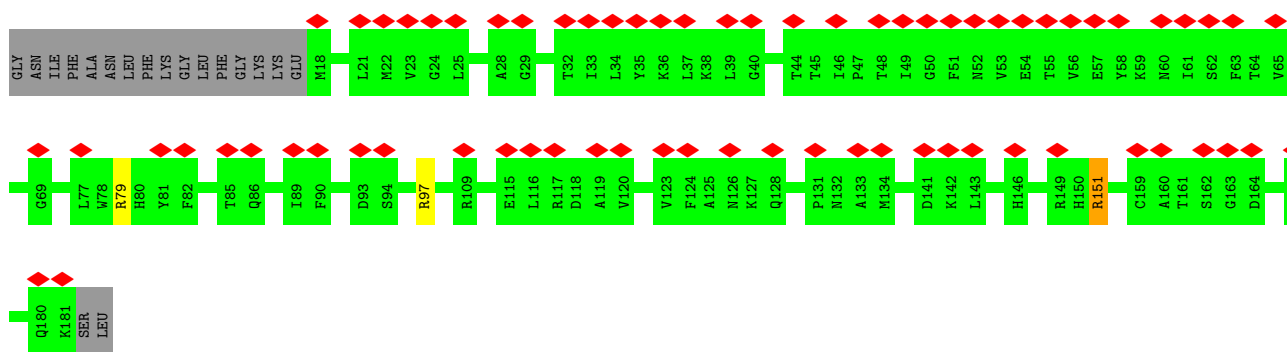 GLY ASN ILE PHE ALA ASN LEU PHE LYS GLY LEU PHE GLY LYS LYS GLU M18 L21 M22 V23 G24 L25 A28 G29 T32 I33 L34 Y35 K36 L37 K38 L39 G40 T44 T45 I46 P47 T48 I49 G50 F51 N52 V53 E54 T55 V56 E57 Y58 K59 N60 I61 S62 F63 T64 V65
G69 L77 W78 R79 H80 Y81 F82 T85 Q86 I89 F90 D93 S94 R97 R109 E115 L116 R117 D118 A119 V120 V123 F124 A125 N126 K127 Q128 P131 N132 A133 M134 D141 K142 L143 H146 R149 H150 R151 C159 A160 T161 S162 G163 D164
Q180 K181 SER LEU